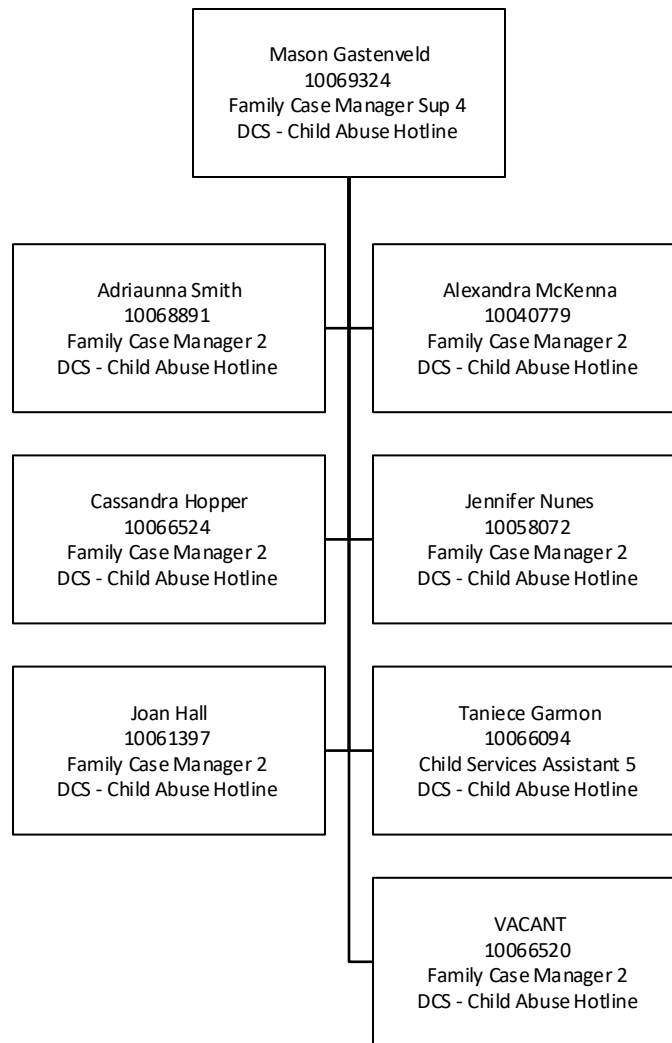 Mason Gastenveld
10069324
Family Case Manager Sup 4
DCS - Child Abuse Hotline
Adriaunna Smith
10068891
Family Case Manager 2
DCS - Child Abuse Hotline
Alexandra McKenna
10040779
Family Case Manager 2
DCS - Child Abuse Hotline
Cassandra Hopper
10066524
Family Case Manager 2
DCS - Child Abuse Hotline
Jennifer Nunes
10058072
Family Case Manager 2
DCS - Child Abuse Hotline
Joan Hall
10061397
Family Case Manager 2
DCS - Child Abuse Hotline
Taniece Garmon
10066094
Child Services Assistant 5
DCS - Child Abuse Hotline
VACANT
10066520
Family Case Manager 2
DCS - Child Abuse Hotline